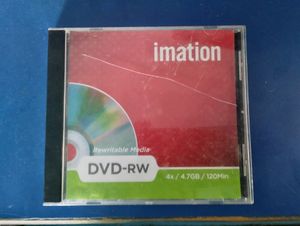 imation
Rewritable Media
DVD-RW
4x / 4.7GB / 120Min